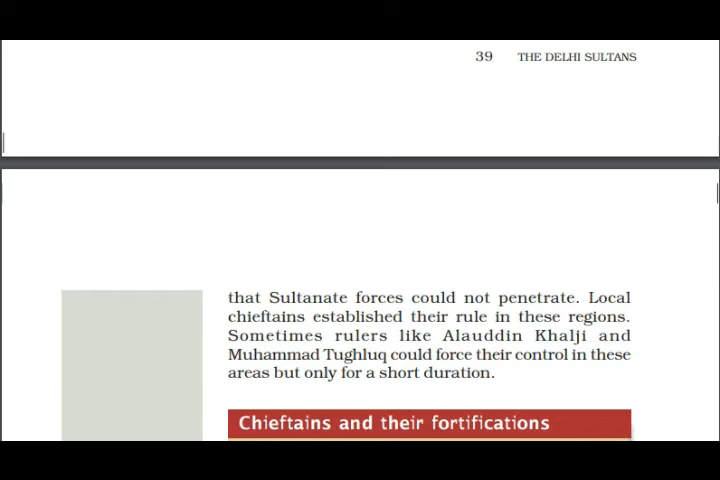 39 THE DELHI SULTANS
that Sultanate forces could not penetrate. Local
chieftains established their rule in these regions.
Sometimes rulers like Alauddin Khalji and
Muhammad Tughluq could force their control in these
areas but only for a short duration.
Chieftains and their fortifications